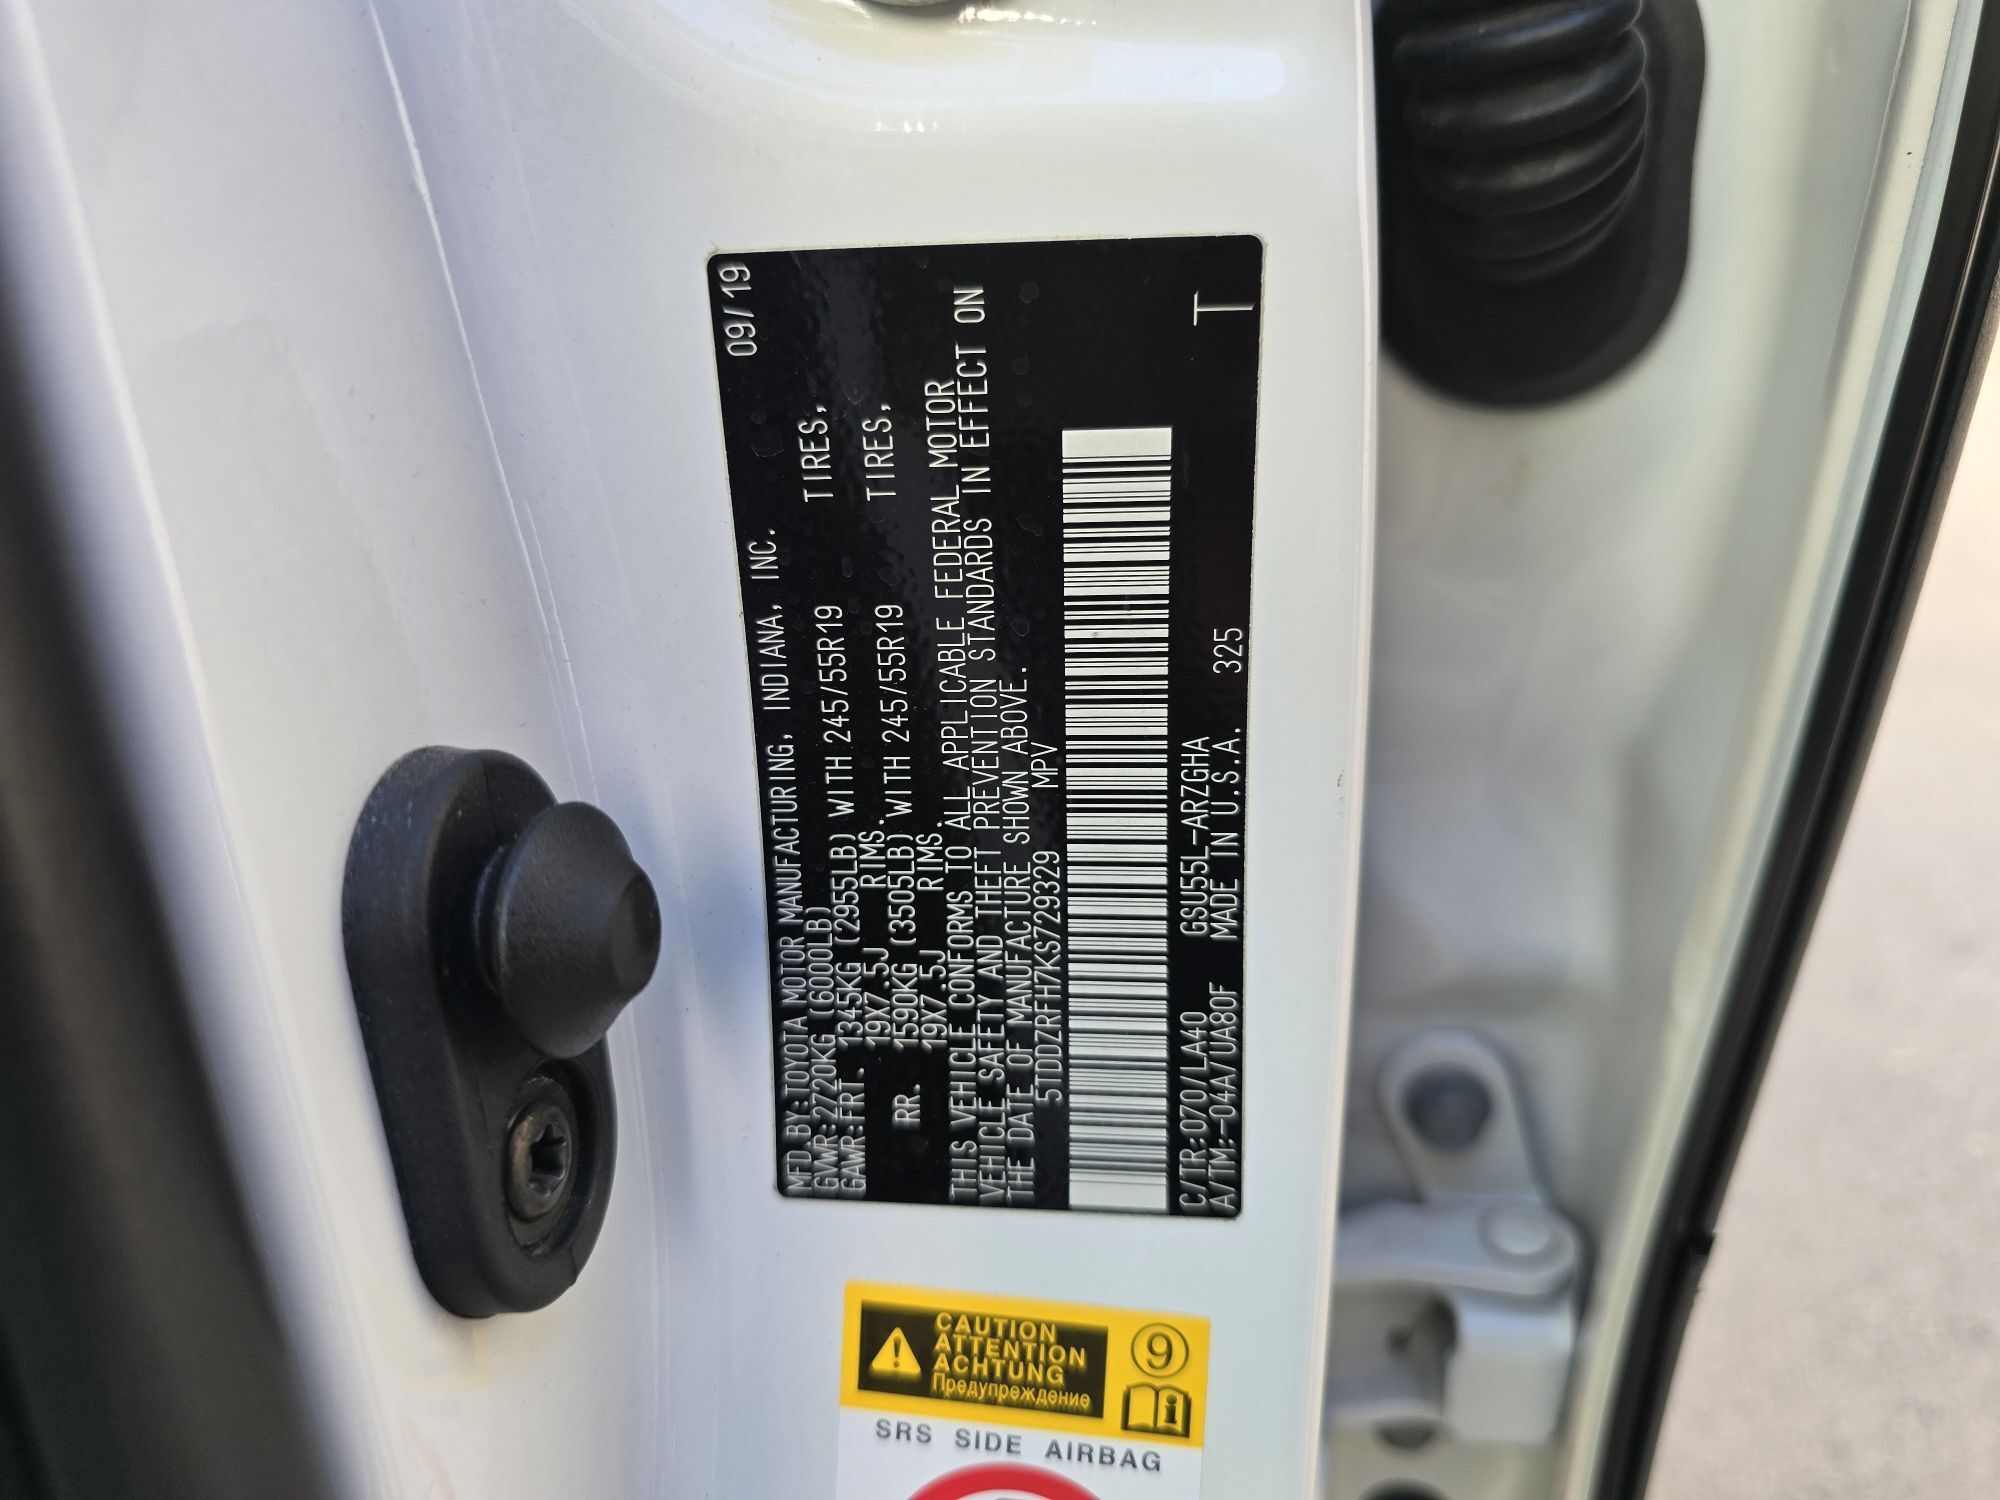 MFD.BY:TOYOTA MOTOR MANUFACTURING, INDIANA, INC. 09/19
GVWR:2720KG (6000LB)
GAWR:FRT. 1345KG (2955LB) WITH 245/55R19 TIRES,
19X7.5J RIMS.
RR. 1590KG (3505LB) WITH 245/55R19 TIRES,
19X7.5J RIMS.
THIS VEHICLE CONFORMS TO ALL APPLICABLE FEDERAL MOTOR
VEHICLE SAFETY AND THEFT PREVENTION STANDARDS IN EFFECT ON
THE DATE OF MANUFACTURE SHOWN ABOVE.
5TDDZRFH7KS729329 MPV
C/TR:070/LA40 GSU55L-ARZGHA
A/TM:-04A/UA80F MADE IN U.S.A. 325 T
CAUTION
ATTENTION
ACHTUNG
Предупреждение
9
i
SRS SIDE AIRBAG